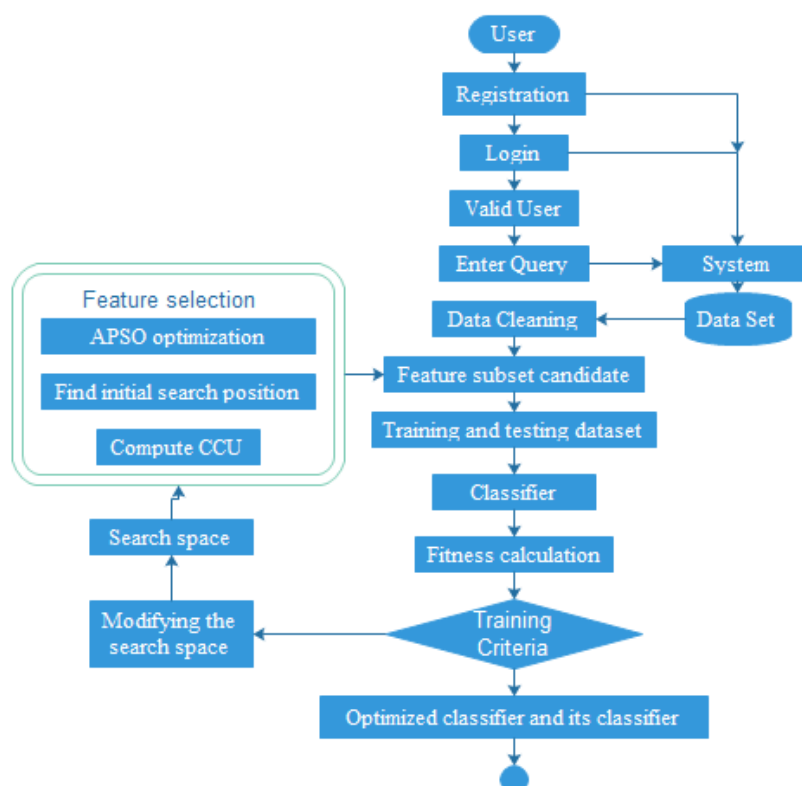 User
Registration
Login
Valid User
Enter Query
System
Feature selection
APSO optimization
Find initial search position
Compute CCU
Data Cleaning
Data Set
Feature subset candidate
Training and testing dataset
Classifier
Search space
Fitness calculation
Modifying the
search space
Training
Criteria
Optimized classifier and its classifier